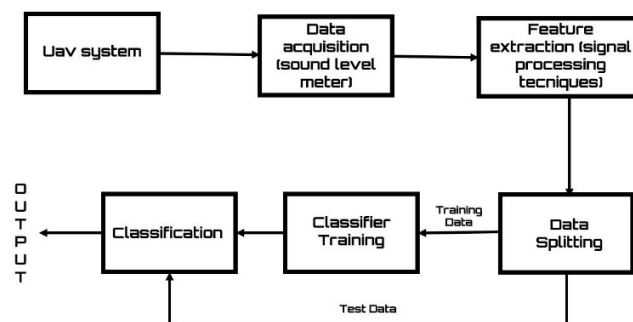 Uav system
Data
acquisition
(sound level
meter)
Feature
extraction (signal
processing
tecniques)
OUTPUT
Classification
Classifier
Training
Training
Data
Data
Splitting
Test Data